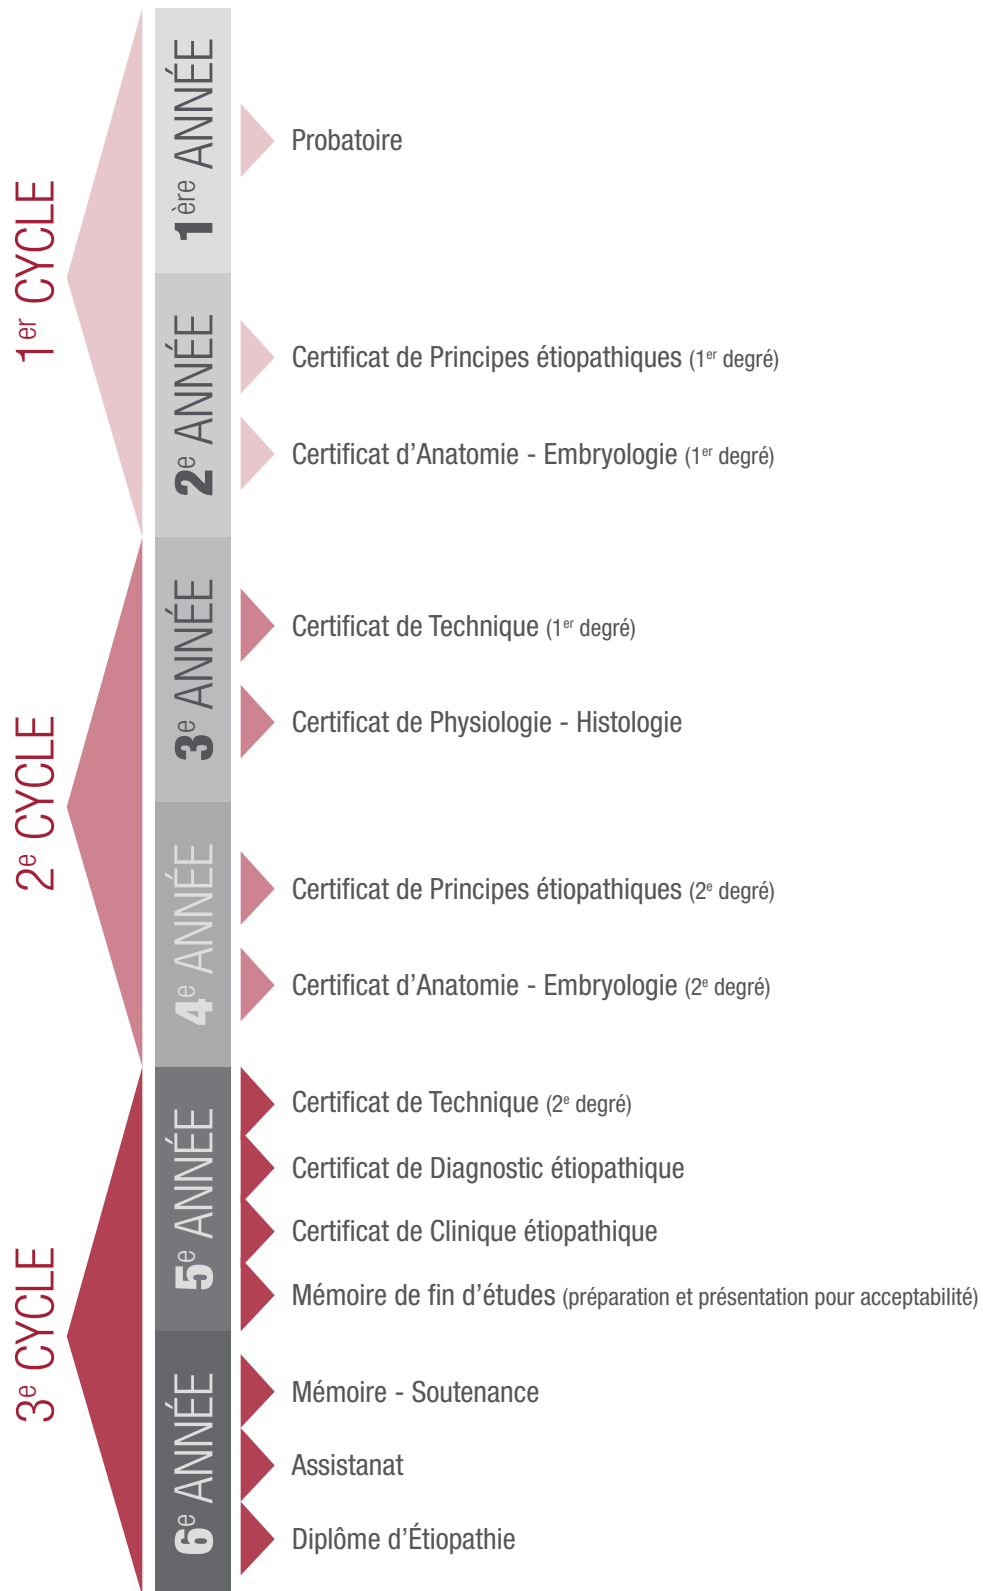 1er CYCLE
1ère ANNÉE
Probatoire
2e ANNÉE
Certificat de Principes étiopathiques (1er degré)
Certificat d’Anatomie - Embryologie (1er degré)
2e CYCLE
3e ANNÉE
Certificat de Technique (1er degré)
Certificat de Physiologie - Histologie
4e ANNÉE
Certificat de Principes étiopathiques (2e degré)
Certificat d’Anatomie - Embryologie (2e degré)
3e CYCLE
5e ANNÉE
Certificat de Technique (2e degré)
Certificat de Diagnostic étiopathique
Certificat de Clinique étiopathique
Mémoire de fin d’études (préparation et présentation pour acceptabilité)
6e ANNÉE
Mémoire - Soutenance
Assistanat
Diplôme d’Étiopathie